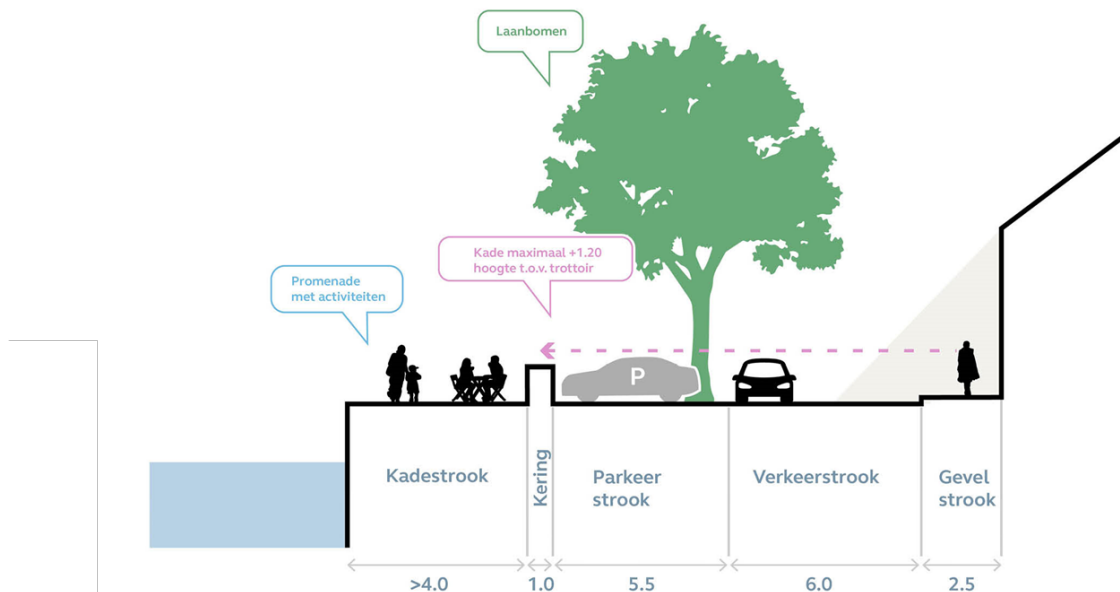 Laanbomen
Kade maximaal +1.20
hoogte t.o.v. trottoir
Promenade
met activiteiten
P
Kadestrook
Kering
Parkeer
strook
Verkeerstrook
Gevel
strook
>4.0
1.0
5.5
6.0
2.5